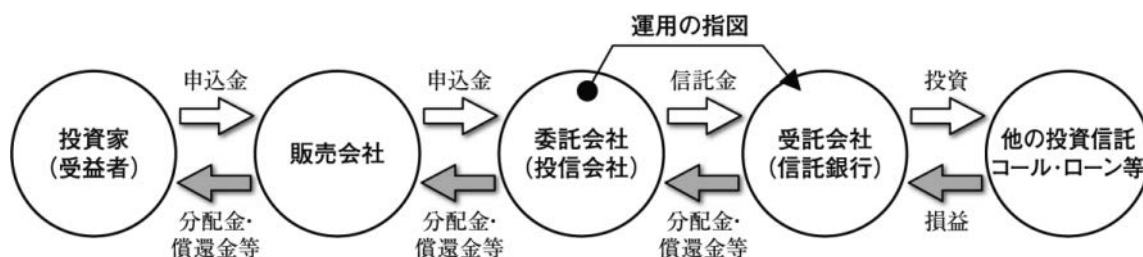 運用の指図
申込金
申込金
信託金
投資
投資家
（受益者）
販売会社
委託会社
（投信会社）
受託会社
（信託銀行）
他の投資信託
コール・ローン等
分配金・
償還金等
分配金・
償還金等
分配金・
償還金等
損益